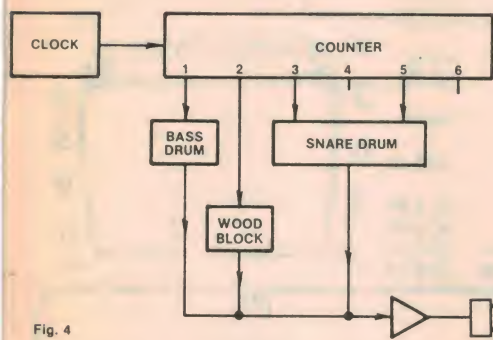 CLOCK
COUNTER
1 2 3 4 5 6
BASS
DRUM
SNARE DRUM
WOOD
BLOCK
Fig. 4